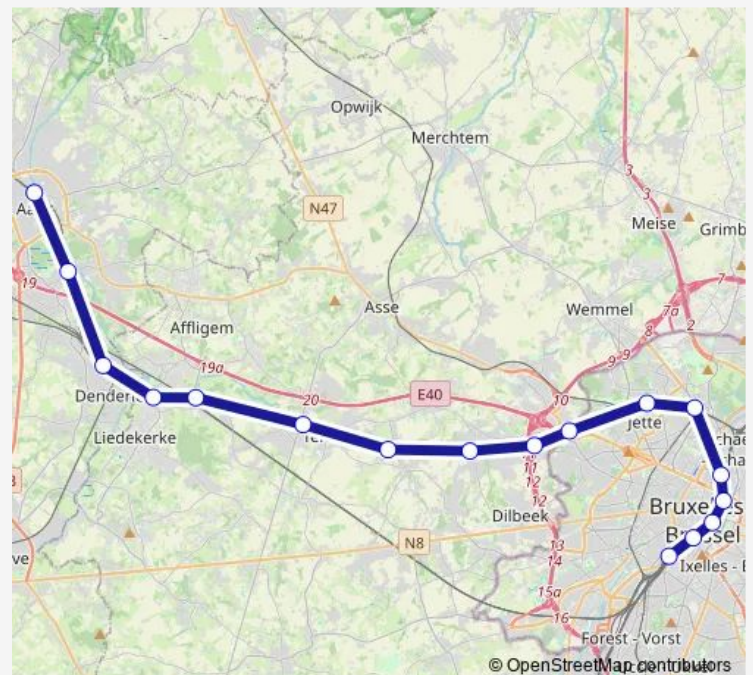 Opwijk
Merchtem
3
3
N47
Meise
Grimb
19
7
7a
Wemmel
8
2
Asse
9
9
Affligem
19a
20
E40
10
Liedekerke
Jette
11
12
12
Dilbeek
Bruxelles
N8
13
14
Ixelles - E
ve
15a
16
Forest - Vorst
© OpenStreetMap contributors